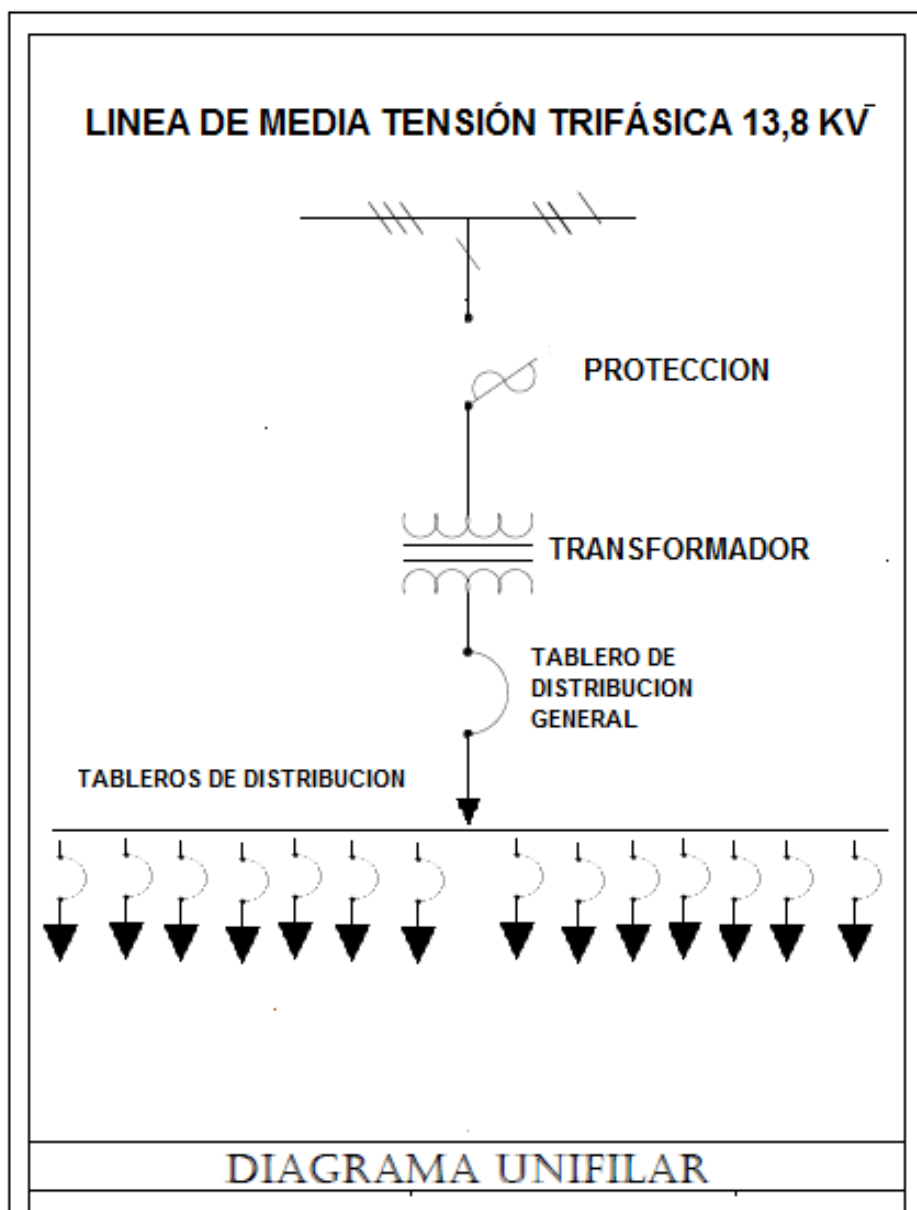 LINEA DE MEDIA TENSIÓN TRIFÁSICA 13,8 KV
PROTECCION
TRANSFORMADOR
TABLERO DE
DISTRIBUCION
GENERAL
TABLEROS DE DISTRIBUCION
DIAGRAMA UNIFILAR